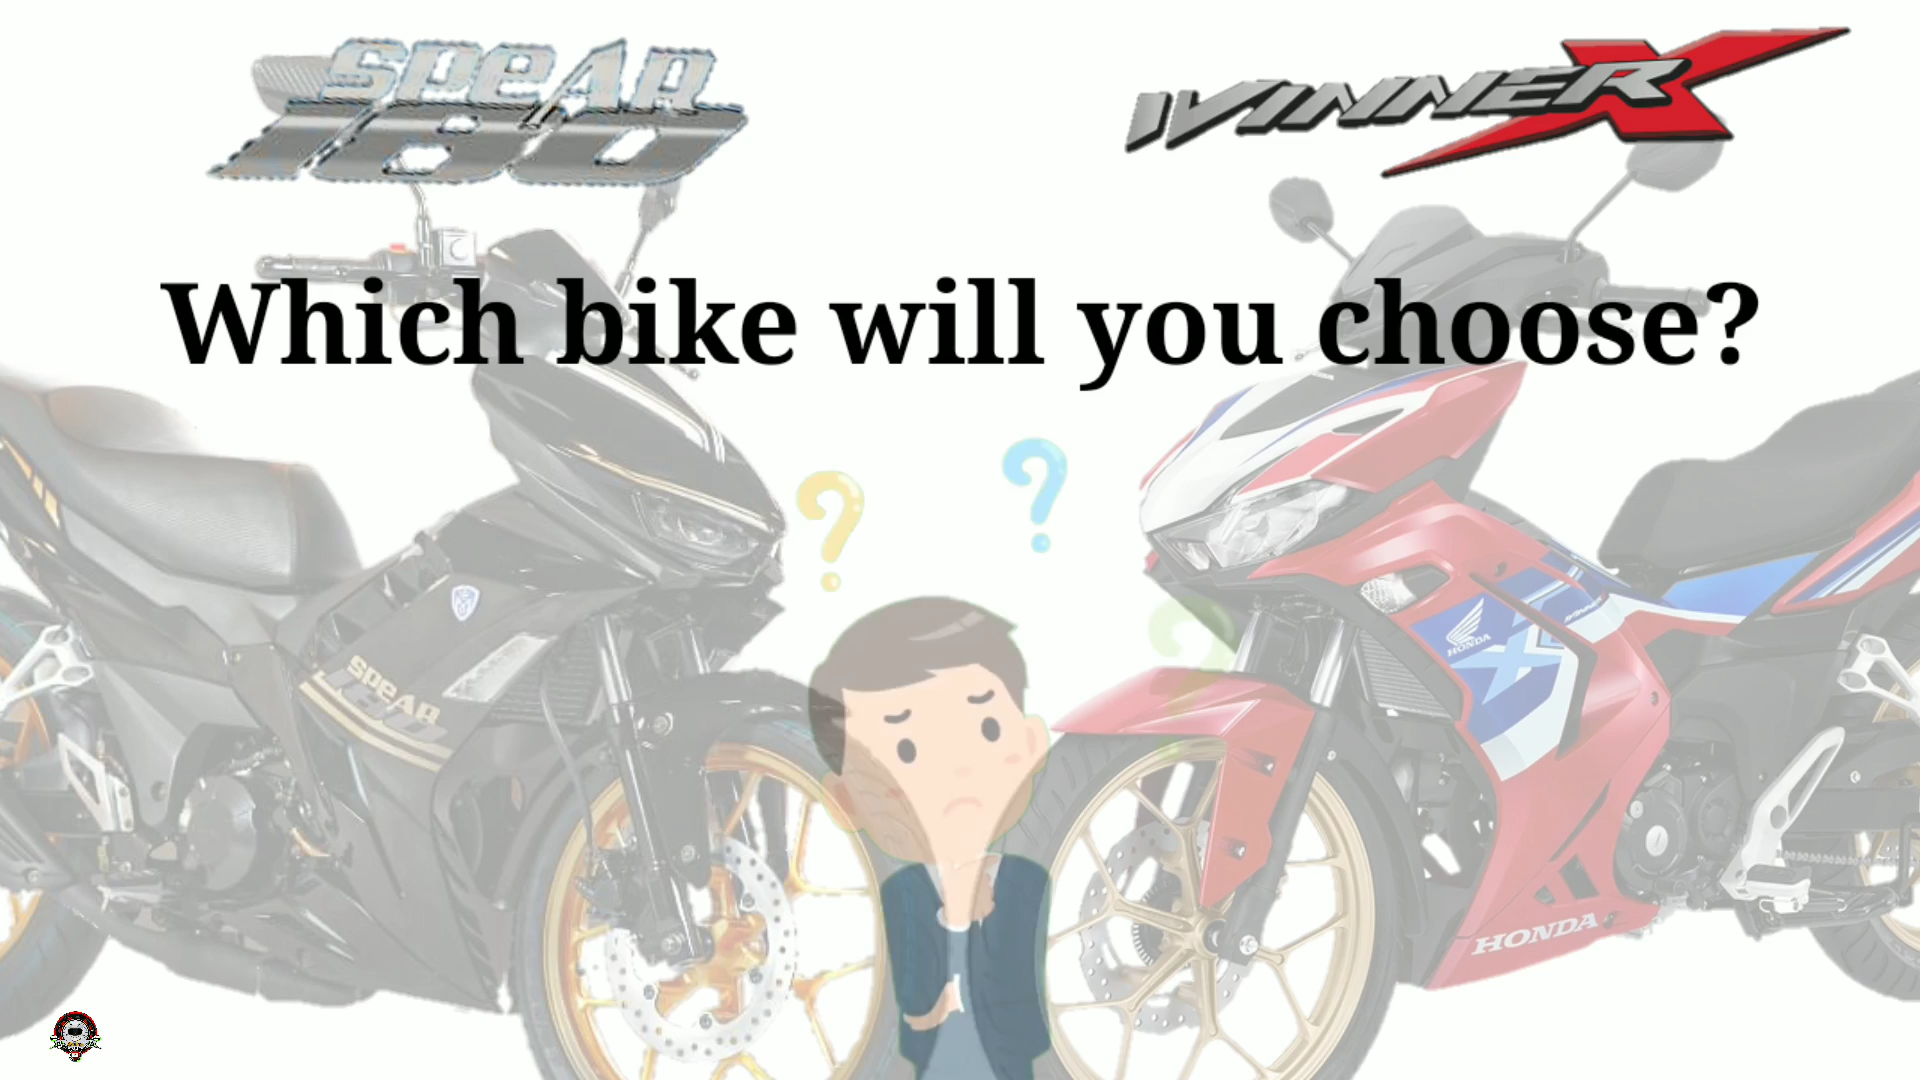 SPEAR
180
WINNER X
Which bike will you choose?
SPEAR
180
HONDA
X
HONDA